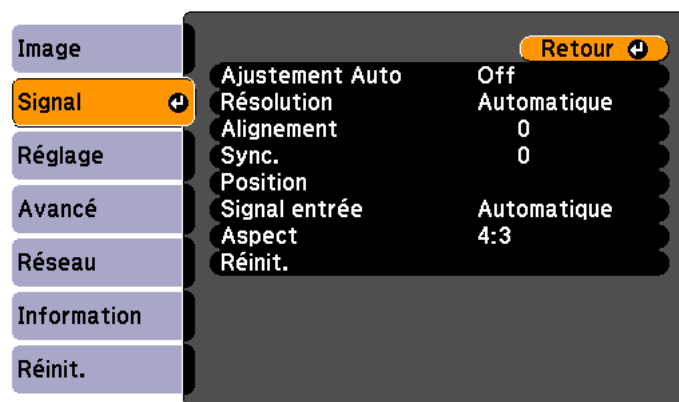 Image
Signal
Réglage
Avancé
Réseau
Information
Réinit.
Retour
Ajustement Auto Off
Résolution Automatique
Alignement 0
Sync. 0
Position
Signal entrée Automatique
Aspect 4:3
Réinit.